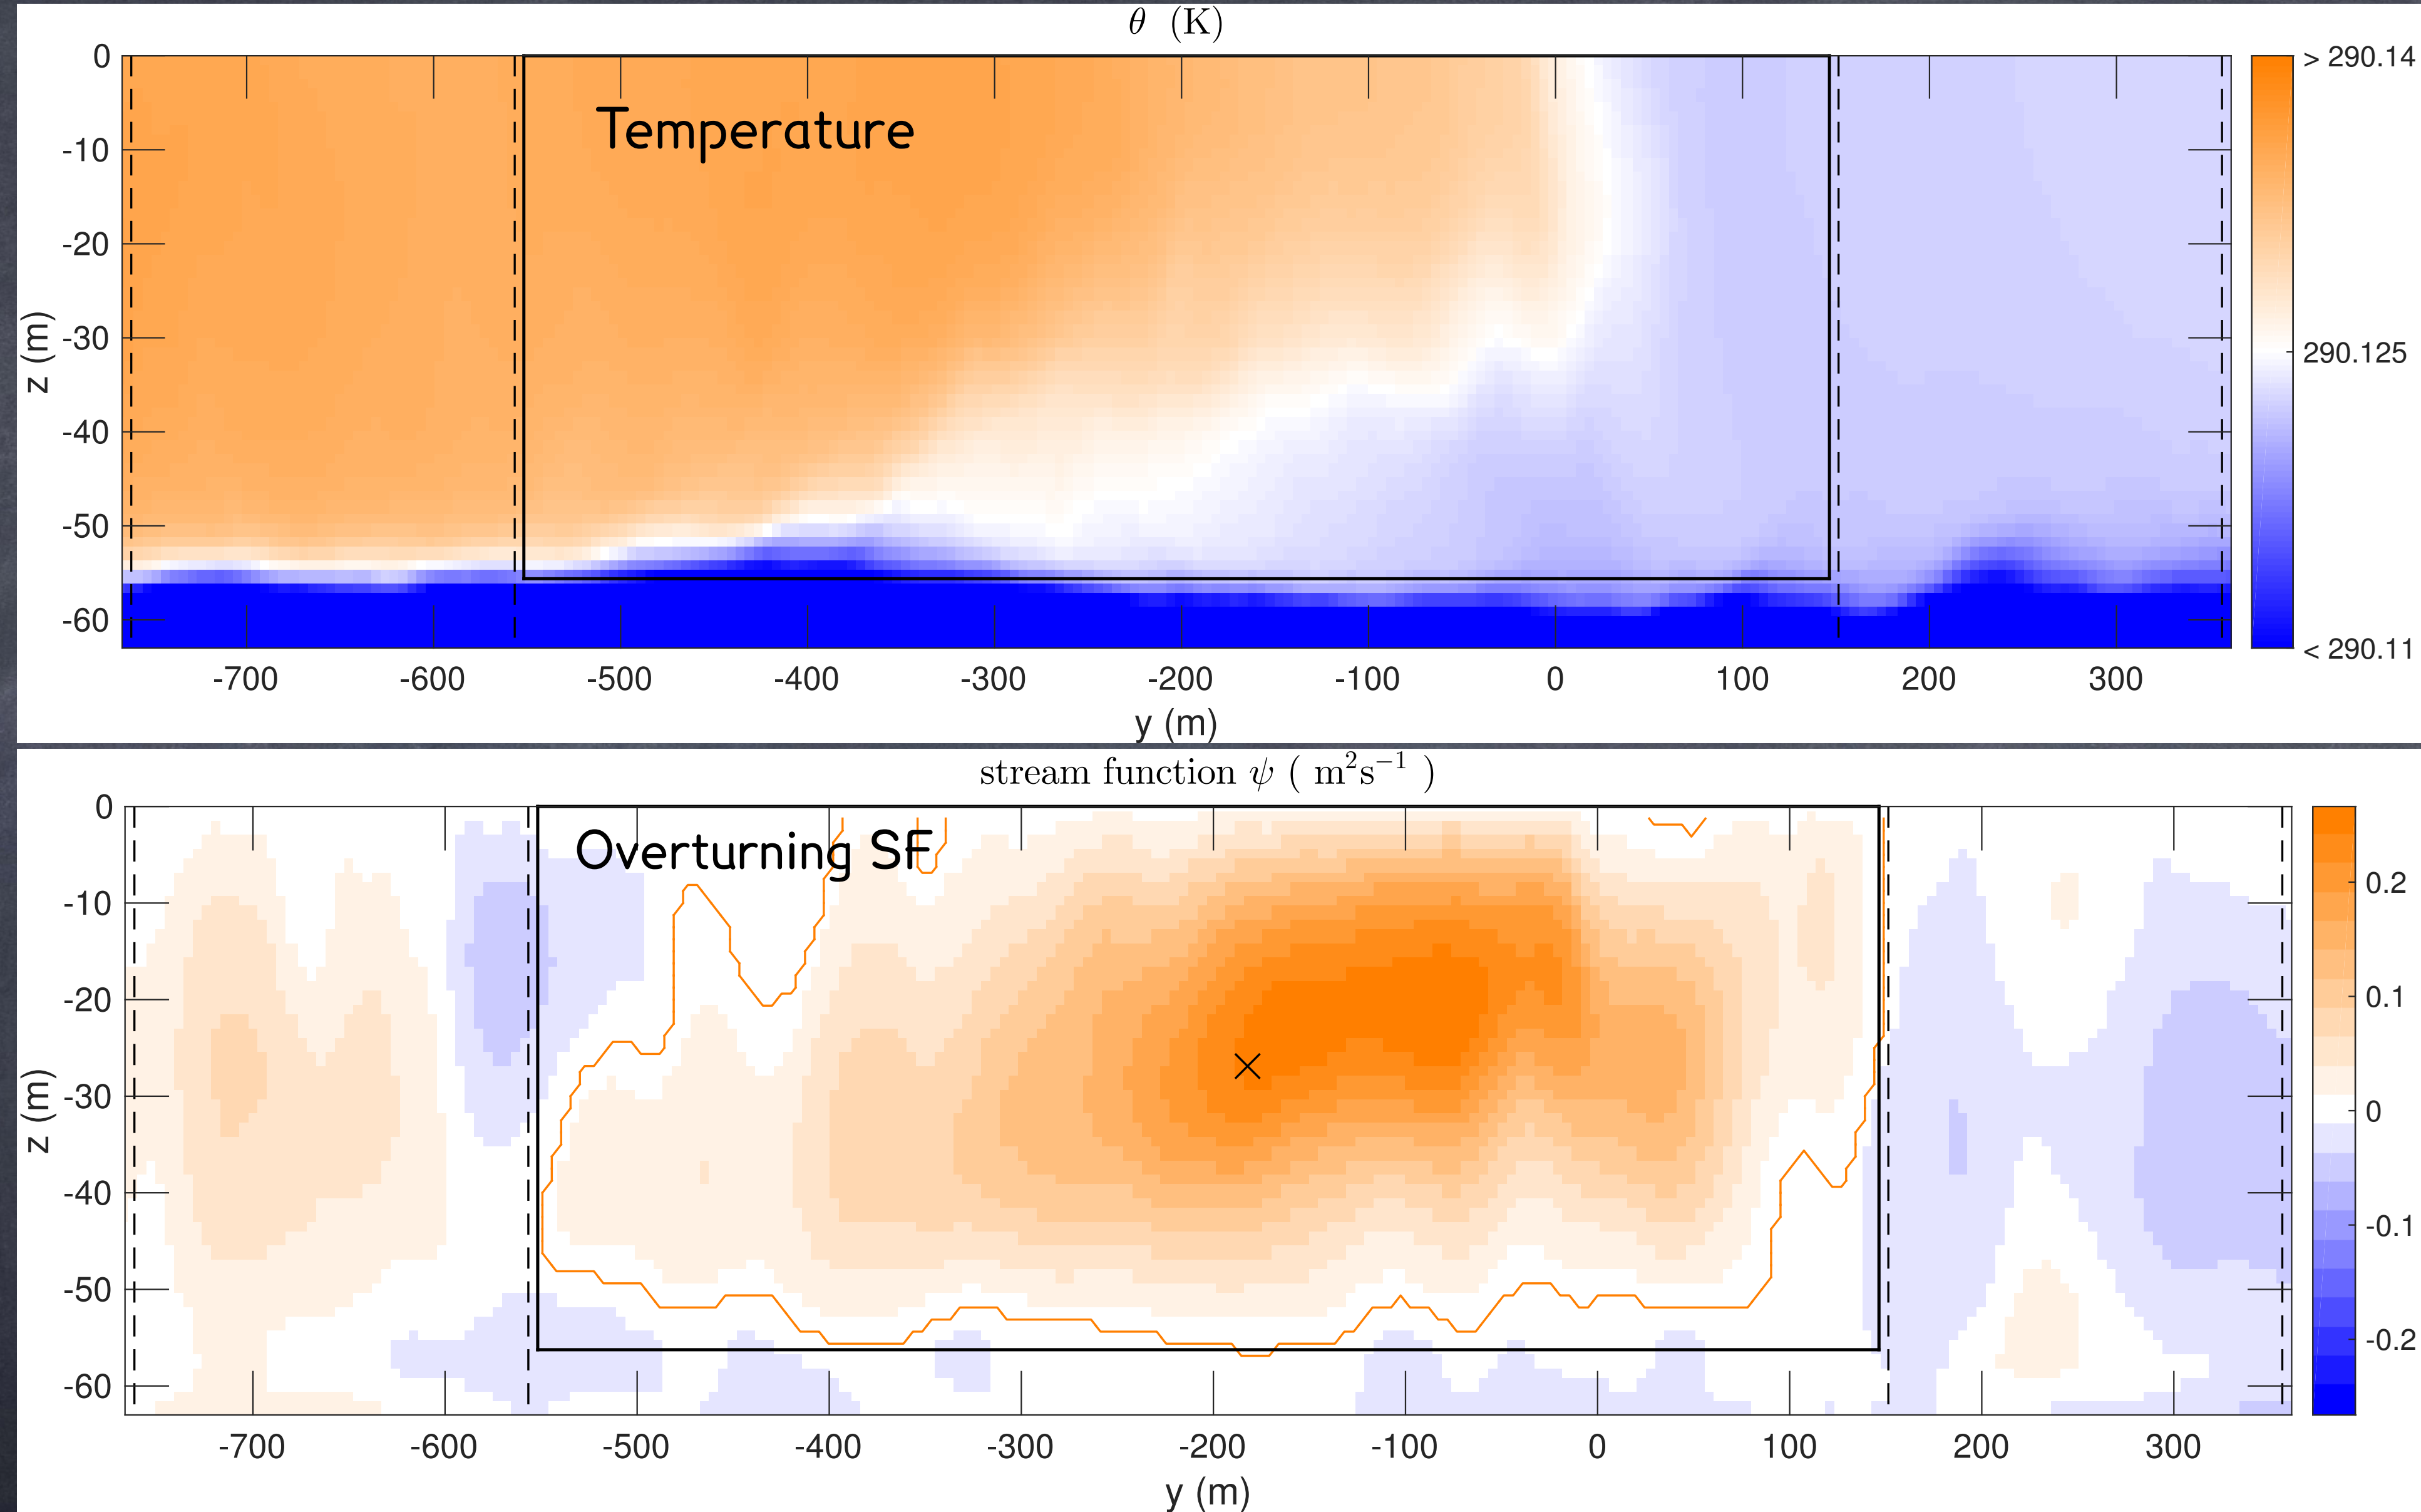 θ (K)
Temperature
0
-10
-20
-30
-40
-50
-60
z (m)
-700 -600 -500 -400 -300 -200 -100 0 100 200 300
y (m)
> 290.14
290.125
< 290.11
stream function ψ ( m²s⁻¹ )
Overturning SF
0
-10
-20
-30
-40
-50
-60
z (m)
-700 -600 -500 -400 -300 -200 -100 0 100 200 300
y (m)
0.2
0.1
0
-0.1
-0.2